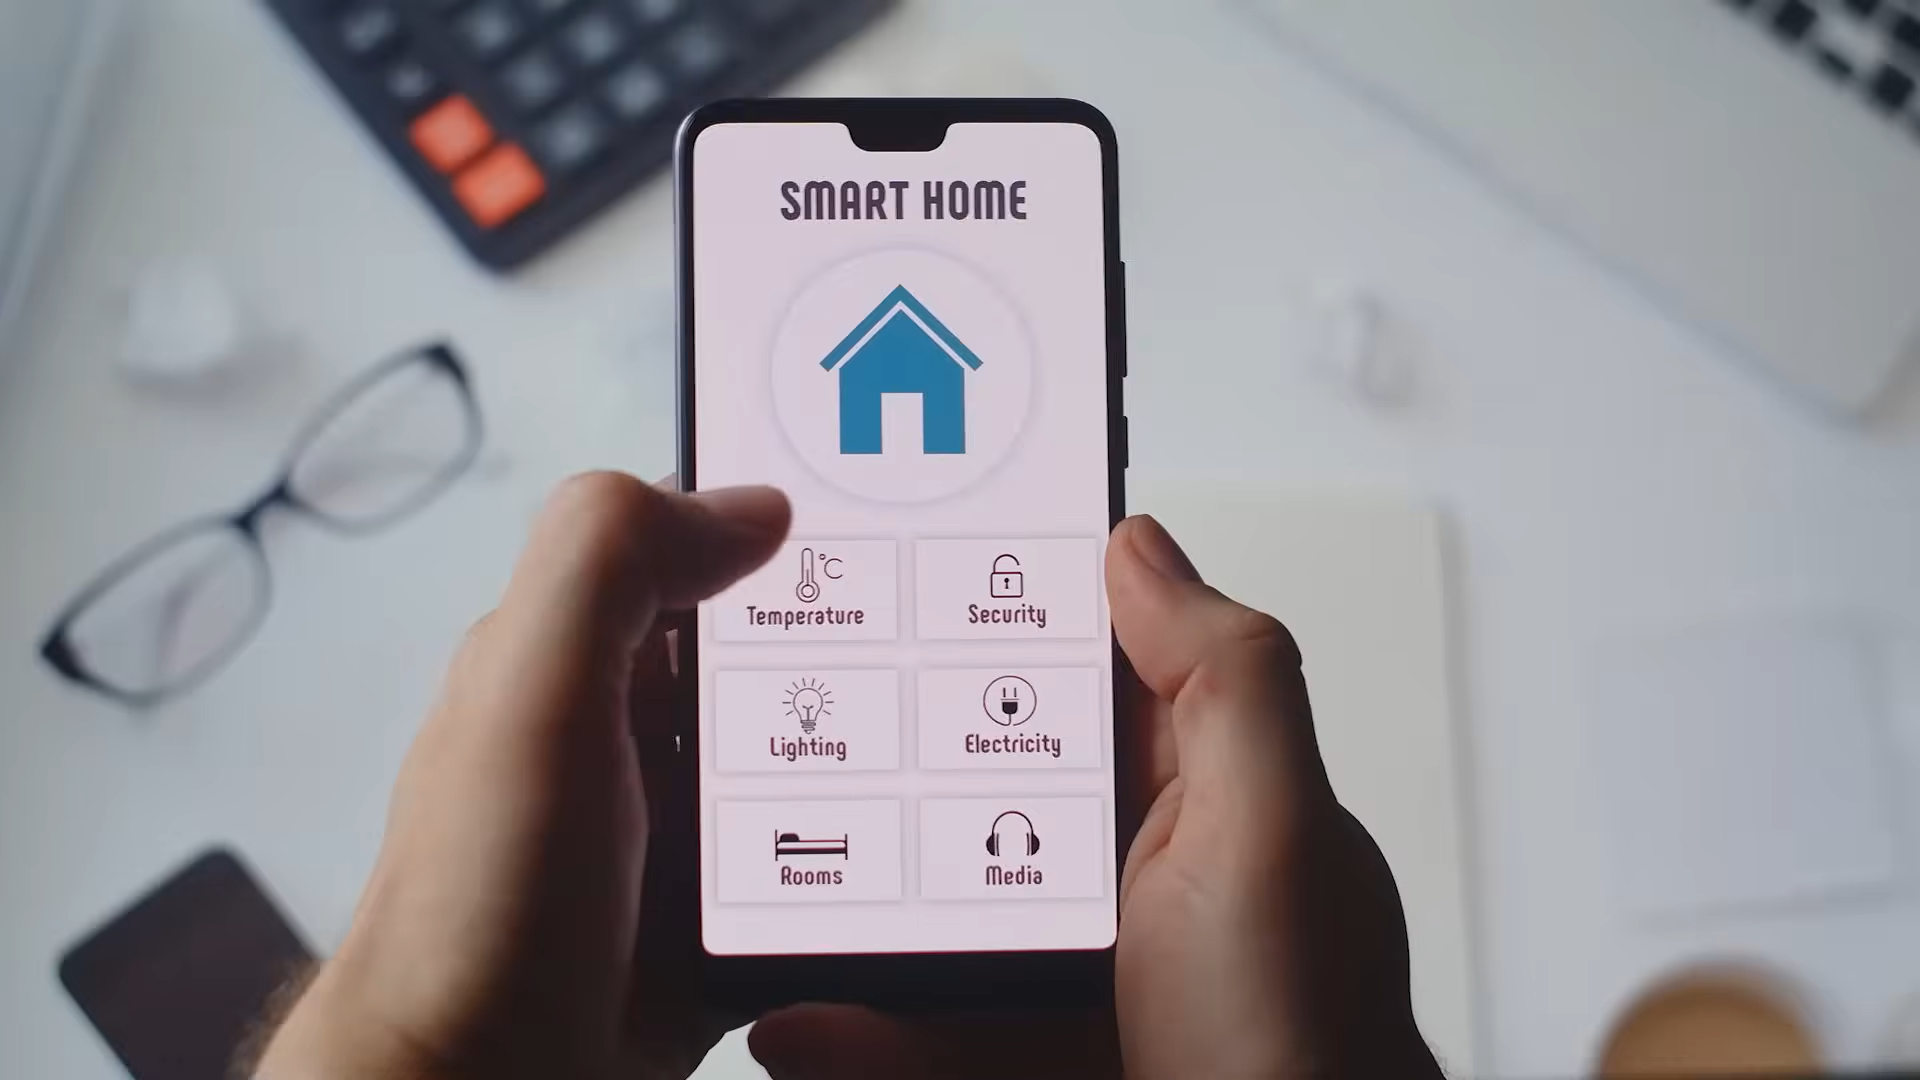 SMART HOME
°C
Temperature
Security
Lighting
Electricity
Rooms
Media